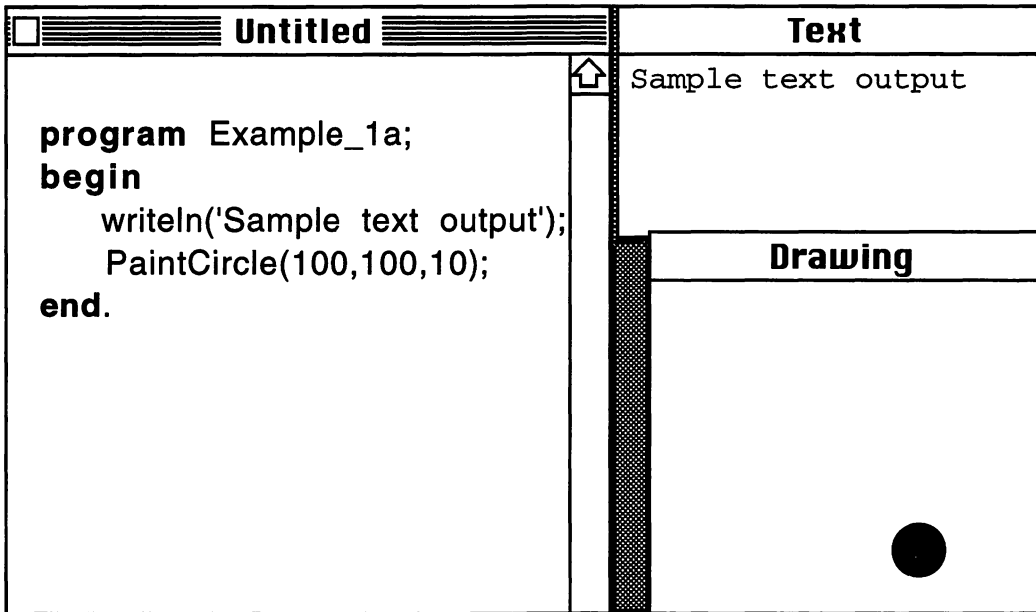 Untitled
program Example_1a;
begin
writeln('Sample text output');
PaintCircle(100,100,10);
end.
Text
Sample text output
Drawing